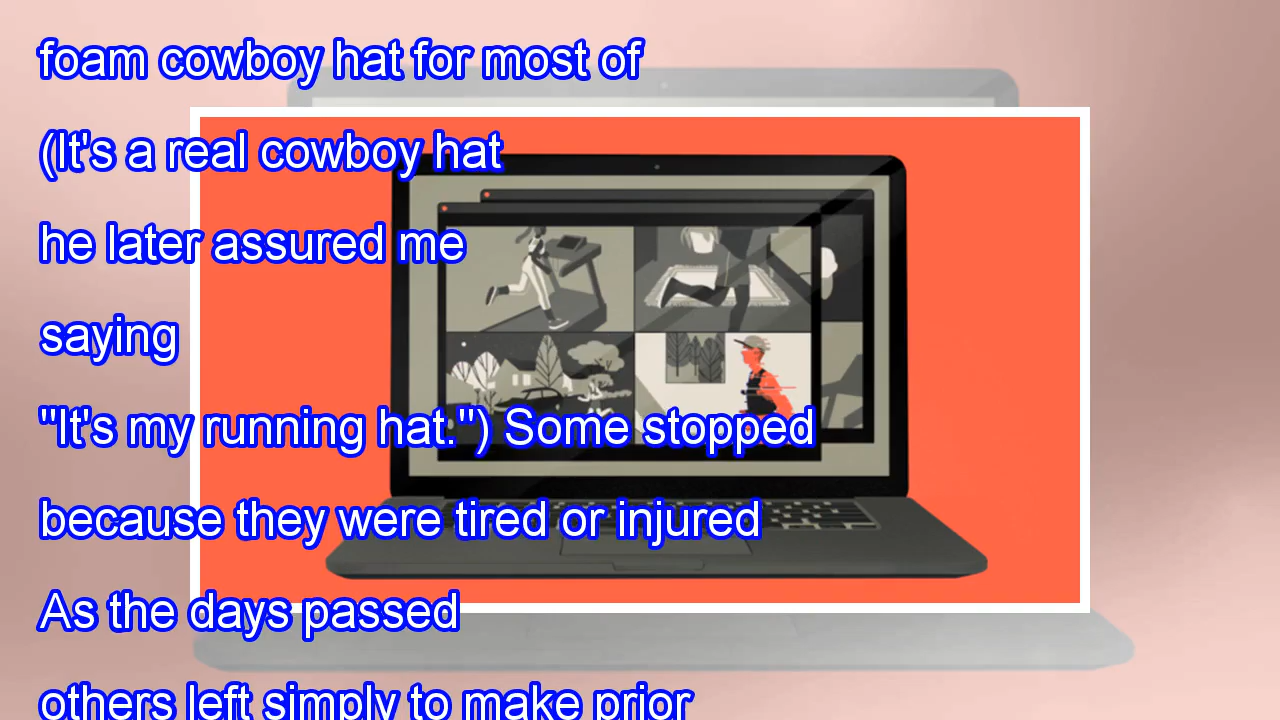 foam cowboy hat for most of
(It's a real cowboy hat
he later assured me
saying
"It's my running hat.") Some stopped
because they were tired or injured
As the days passed
others left simply to make prior